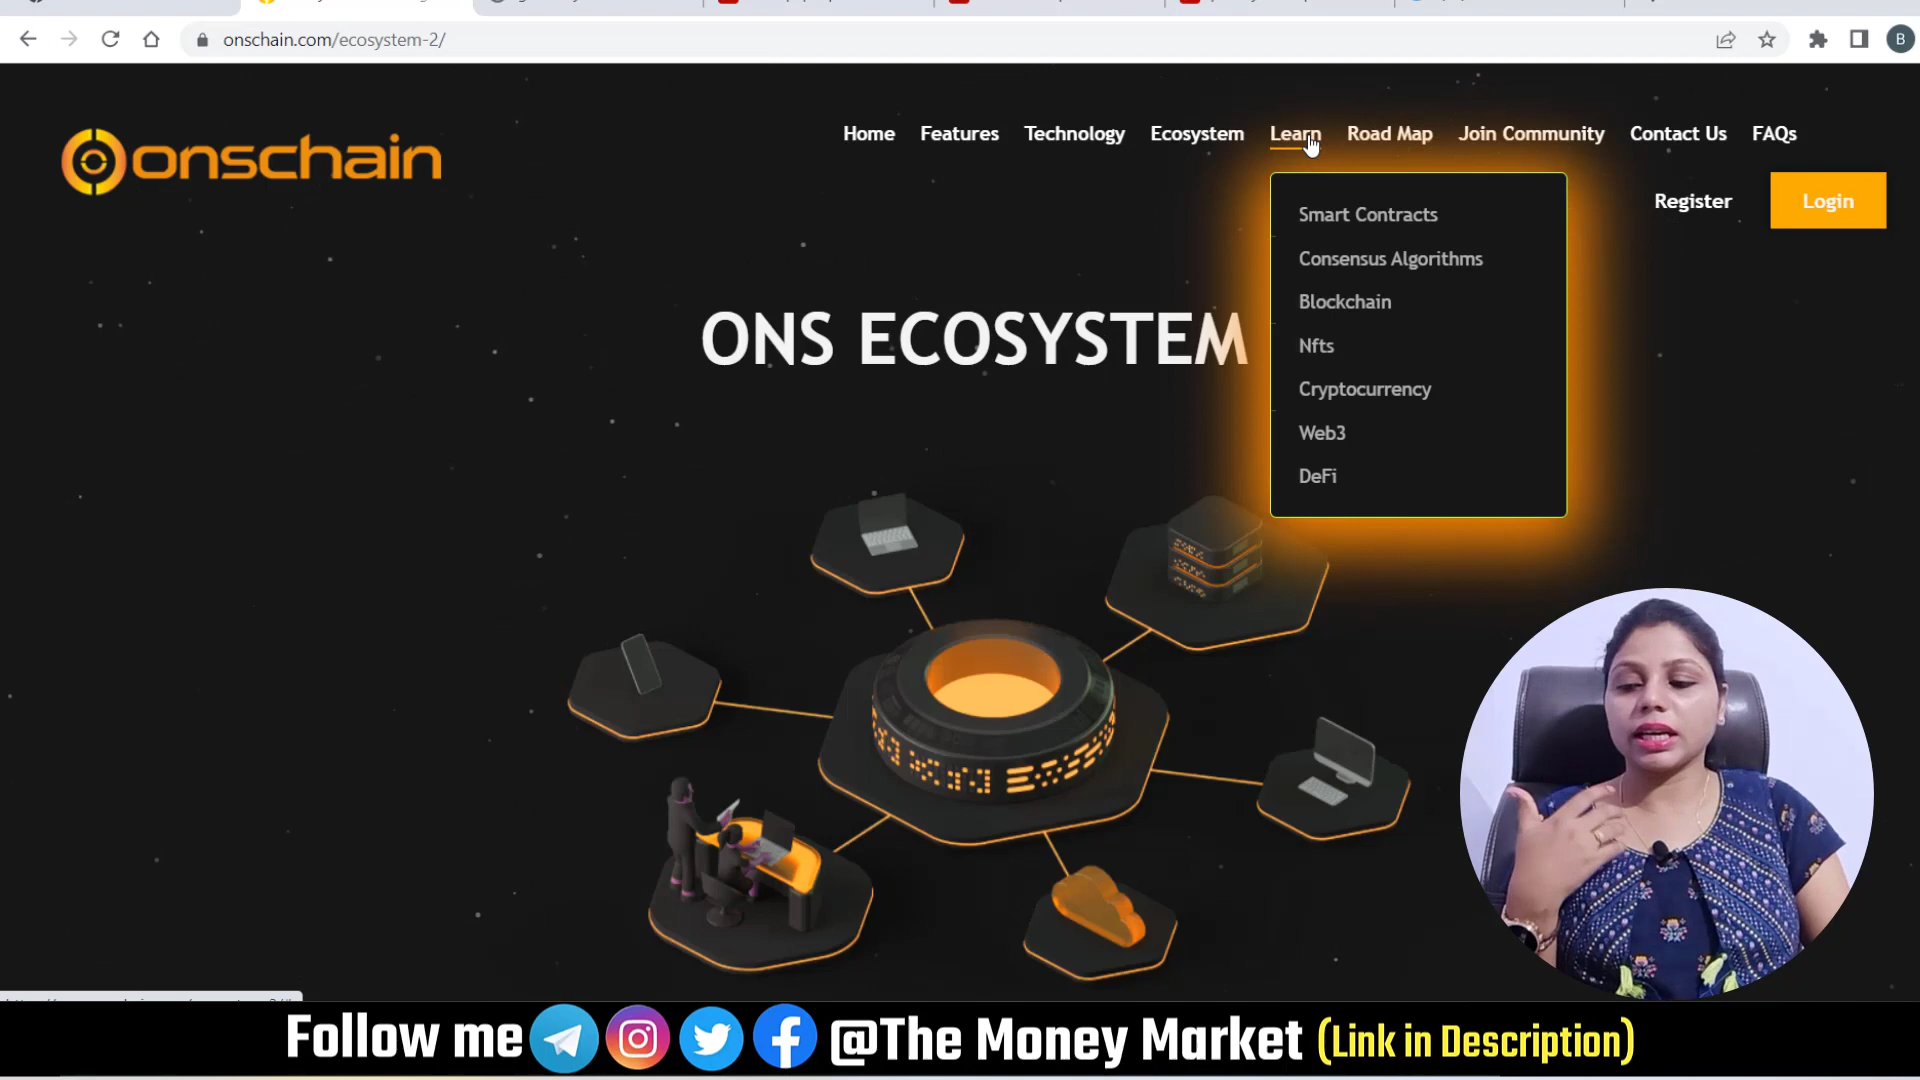 onschain.com/ecosystem-2/
B
onschain
Home
Features
Technology
Ecosystem
Learn
Road Map
Join Community
Contact Us
FAQs
Register
Login
Smart Contracts
Consensus Algorithms
Blockchain
Nfts
Cryptocurrency
Web3
DeFi
ONS ECOSYSTEM
Follow me @The Money Market (Link in Description)